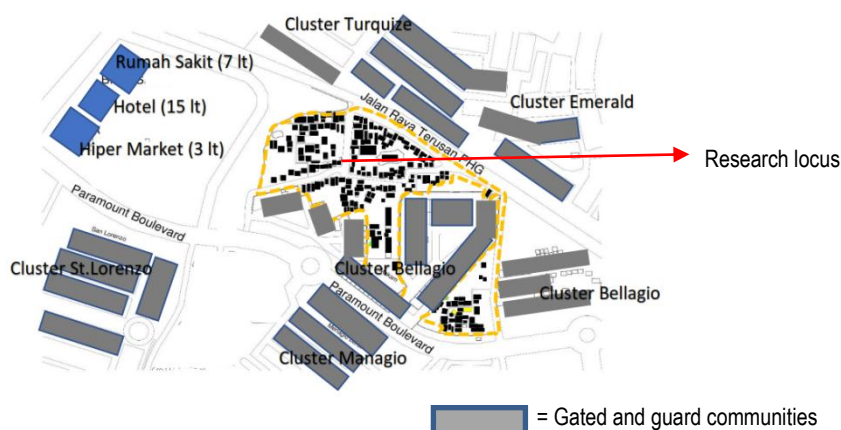 Cluster Turquize
Rumah Sakit (7 lt)
Hotel (15 lt)
Cluster Emerald
Hiper Market (3 lt)
Jalan Raya Terusan PHG
Research locus
Paramount Boulevard
San Lorenzo
Cluster St.Lorenzo
Cluster Bellagio
Cluster Bellagio
Paramount Boulevard
Cluster Managio
= Gated and guard communities